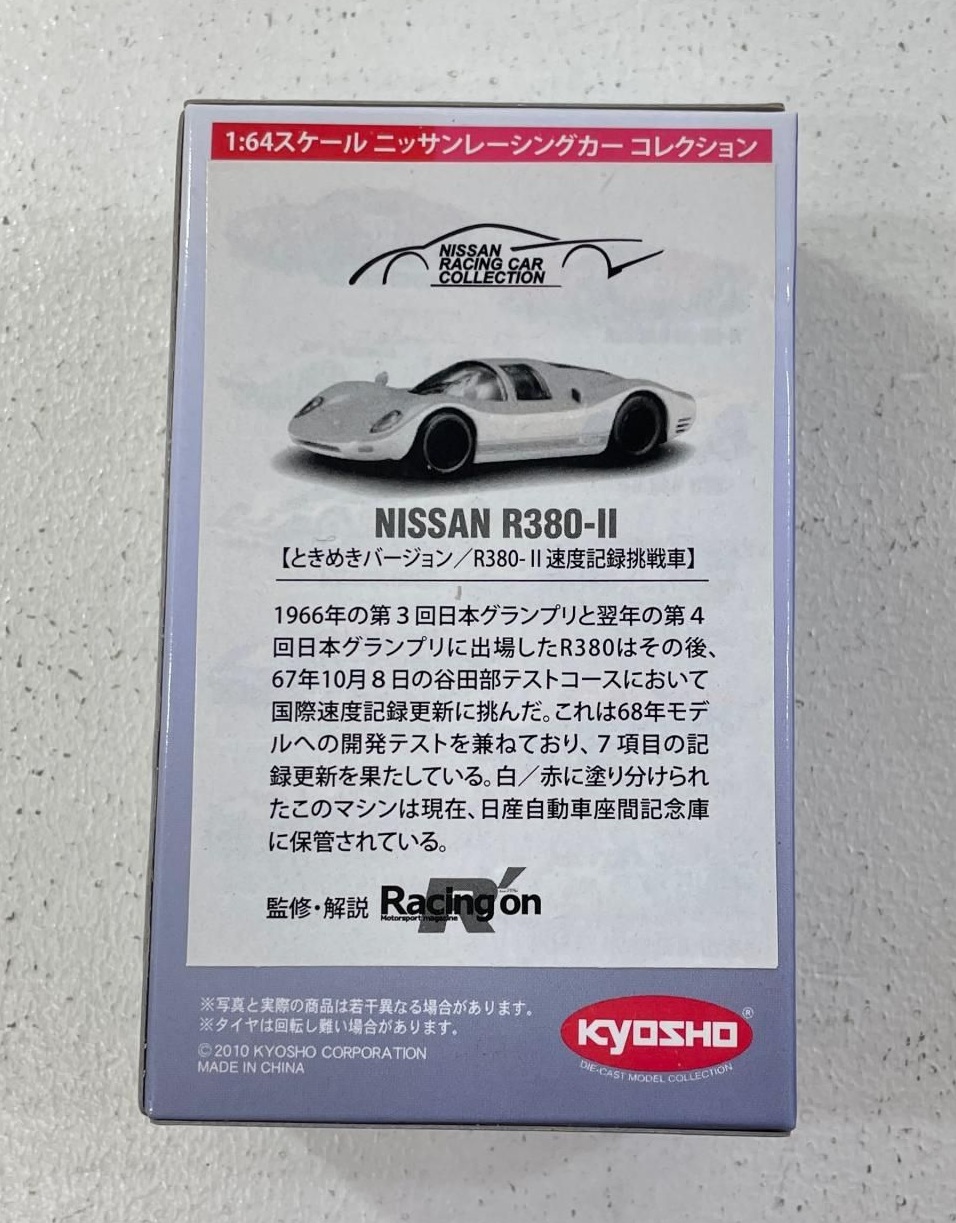 1:64スケール ニッサンレーシングカー コレクション
NISSAN
RACING CAR
COLLECTION
NISSAN R380-II
【ときめきバージョン／R380-II速度記録挑戦車】
1966年の第3回日本グランプリと翌年の第4
回日本グランプリに出場したR380はその後、
67年10月8日の谷田部テストコースにおいて
国際速度記録更新に挑んだ。これは68年モデ
ルへの開発テストを兼ねており、7項目の記
録更新を果たしている。白／赤に塗り分けられ
たこのマシンは現在、日産自動車座間記念庫
に保管されている。
監修・解説 Racing'on
Motorsport magazine
※写真と実際の商品は若干異なる場合があります。
※タイヤは回転し難い場合があります。
©2010 KYOSHO CORPORATION
MADE IN CHINA
KYOSHO®
DIE-CAST MODEL COLLECTION